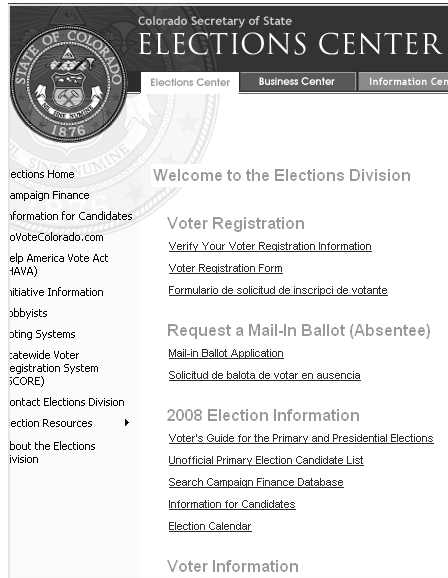 Colorado Secretary of State
ELECTIONS CENTER
STATE OF COLORADO
NIL SINE NUMINE
1876
Elections Center
Business Center
Information Cen
ections Home
ampaign Finance
nformation for Candidates
oVoteColorado.com
elp America Vote Act
HAVA)
nitiative Information
obbyists
oting Systems
tatewide Voter
egistration System
SCORE)
ontact Elections Division
ection Resources
bout the Elections
ivision
Welcome to the Elections Division
Voter Registration
Verify Your Voter Registration Information
Voter Registration Form
Formulario de solicitud de inscripci de votante
Request a Mail-In Ballot (Absentee)
Mail-in Ballot Application
Solicitud de balota de votar en ausencia
2008 Election Information
Voter's Guide for the Primary and Presidential Elections
Unofficial Primary Election Candidate List
Search Campaign Finance Database
Information for Candidates
Election Calendar
Voter Information